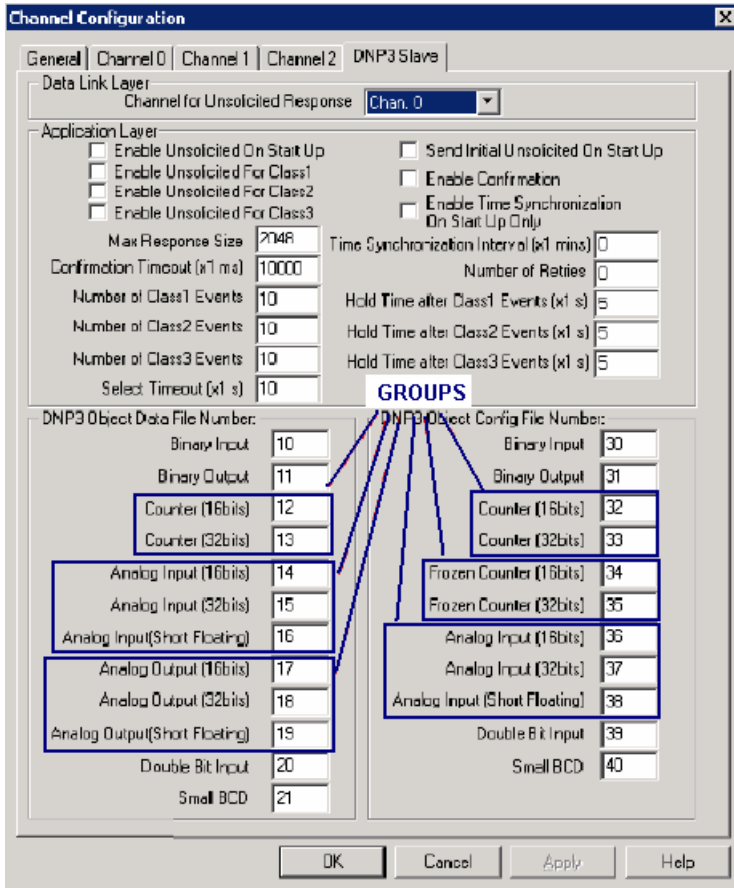 Channel Configuration
General Channel 0 Channel 1 Channel 2 DNP3 Slave
Data Link Layer
Channel for Unsolicited Response Chan. 0
Application Layer
Enable Unsolicited On Start Up
Enable Unsolicited For Class1
Enable Unsolicited For Class2
Enable Unsolicited For Class3
Send Initial Unsolicited On Start Up
Enable Confirmation
Enable Time Synchronization
On Start Up Only
Max Response Size 2048
Confirmation Timeout (x1 ms) 10000
Number of Class1 Events 10
Number of Class2 Events 10
Number of Class3 Events 10
Select Timeout (x1 s) 10
Time Synchronization Interval (x1 mins) 0
Number of Retries 0
Hold Time after Class1 Events (x1 s) 5
Hold Time after Class2 Events (x1 s) 5
Hold Time after Class3 Events (x1 s) 5
GROUPS
DNP3 Object Data File Number:
Binary Input 10
Binary Output 11
Counter (16bits) 12
Counter (32bits) 13
Analog Input (16bits) 14
Analog Input (32bits) 15
Analog Input(Short Floating) 16
Analog Output (16bits) 17
Analog Output (32bits) 18
Analog Output(Short Floating) 19
Double Bit Input 20
Small BCD 21
DNP3 Object Config File Number:
Binary Input 30
Binary Output 31
Counter (16bits) 32
Counter (32bits) 33
Frozen Counter (16bits) 34
Frozen Counter (32bits) 35
Analog Input (16bits) 36
Analog Input (32bits) 37
Analog Input (Short Floating) 38
Double Bit Input 39
Small BCD 40
OK Cancel Apply Help